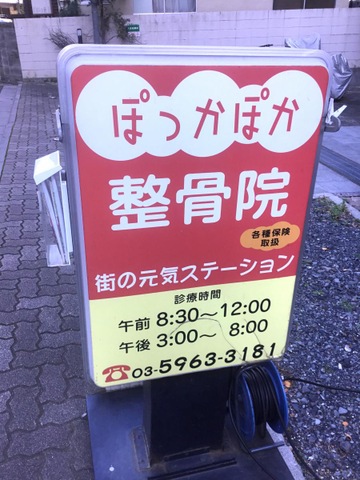 ぽっかぽか
整骨院
各種保険
取扱
街の元気ステーション
診療時間
午前 8:30～12:00
午後 3:00～ 8:00
☎03-5963-3181